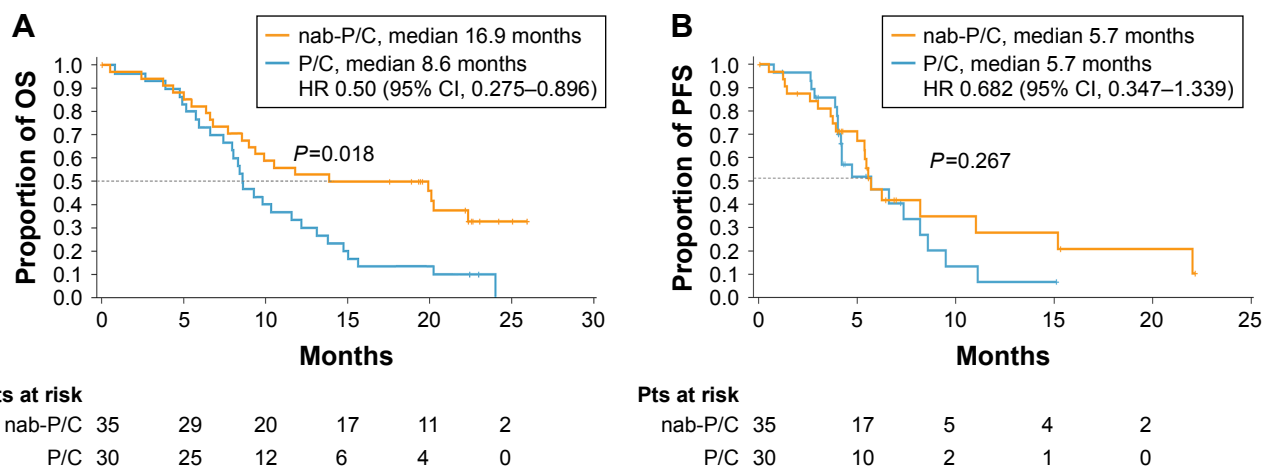 A
nab-P/C, median 16.9 months
P/C, median 8.6 months
HR 0.50 (95% CI, 0.275–0.896)
Proportion of OS
1.0
0.9
0.8
0.7
0.6
0.5
0.4
0.3
0.2
0.1
0.0
P=0.018
0 5 10 15 20 25 30
Months
ts at risk
nab-P/C 35 29 20 17 11 2
P/C 30 25 12 6 4 0
B
nab-P/C, median 5.7 months
P/C, median 5.7 months
HR 0.682 (95% CI, 0.347–1.339)
Proportion of PFS
1.0
0.9
0.8
0.7
0.6
0.5
0.4
0.3
0.2
0.1
0.0
P=0.267
0 5 10 15 20 25
Months
Pts at risk
nab-P/C 35 17 5 4 2
P/C 30 10 2 1 0